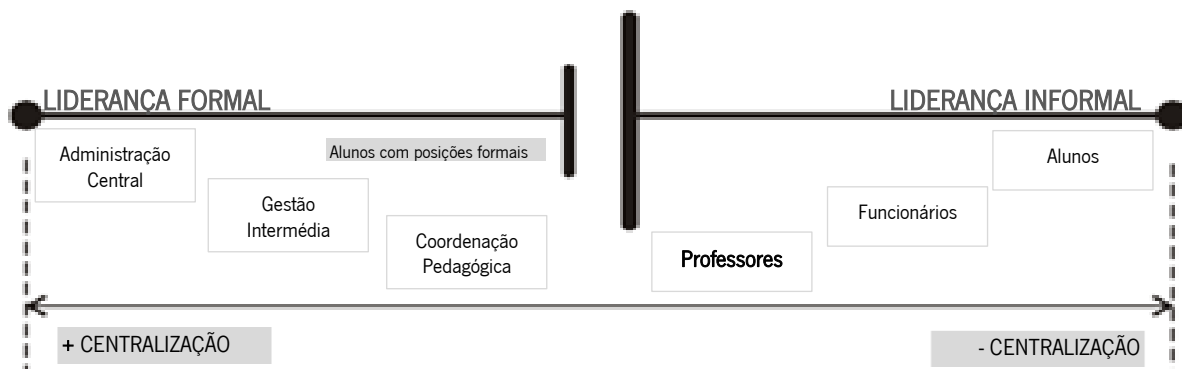 LIDERANÇA FORMAL
LIDERANÇA INFORMAL
Administração
Central
Alunos com posições formais
Alunos
Gestão
Intermédia
Funcionários
Coordenação
Pedagógica
Professores
+ CENTRALIZAÇÃO
- CENTRALIZAÇÃO